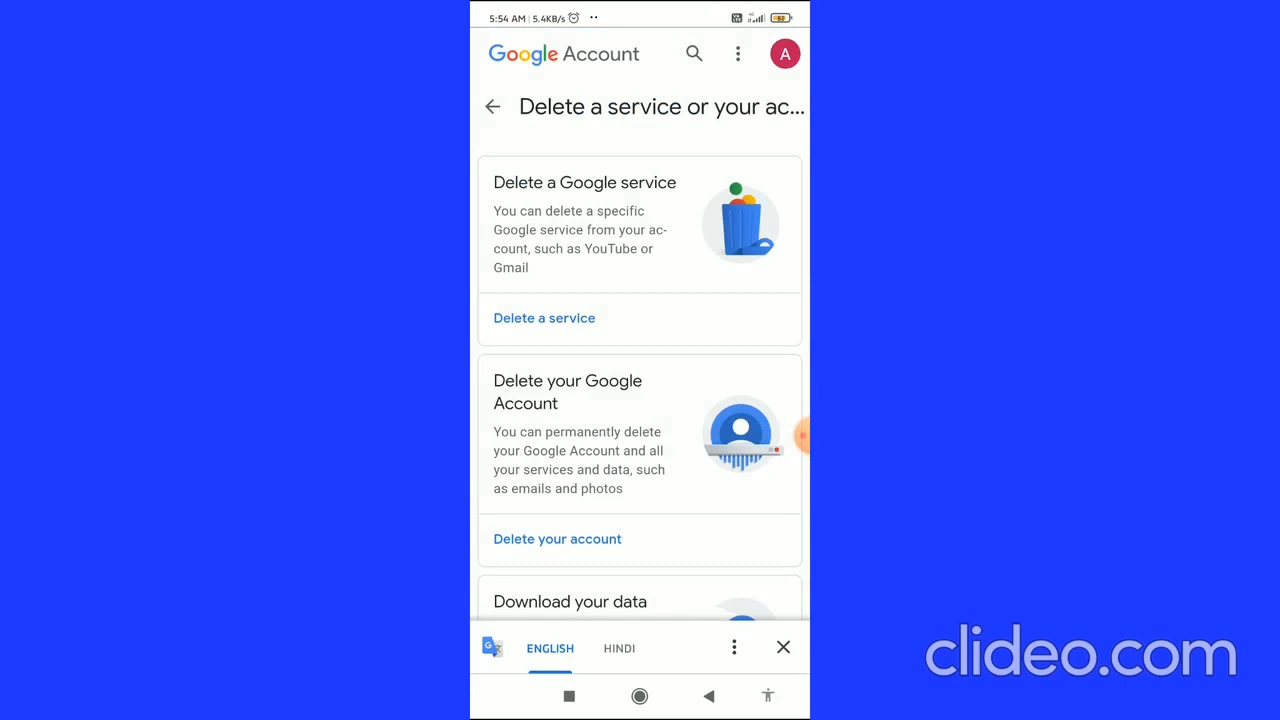 5:54 AM | 5.4KB/s
82
Google Account
A
Delete a service or your ac...
Delete a Google service
You can delete a specific
Google service from your ac-
count, such as YouTube or
Gmail
Delete a service
Delete your Google
Account
You can permanently delete
your Google Account and all
your services and data, such
as emails and photos
Delete your account
Download your data
ENGLISH
HINDI
clideo.com